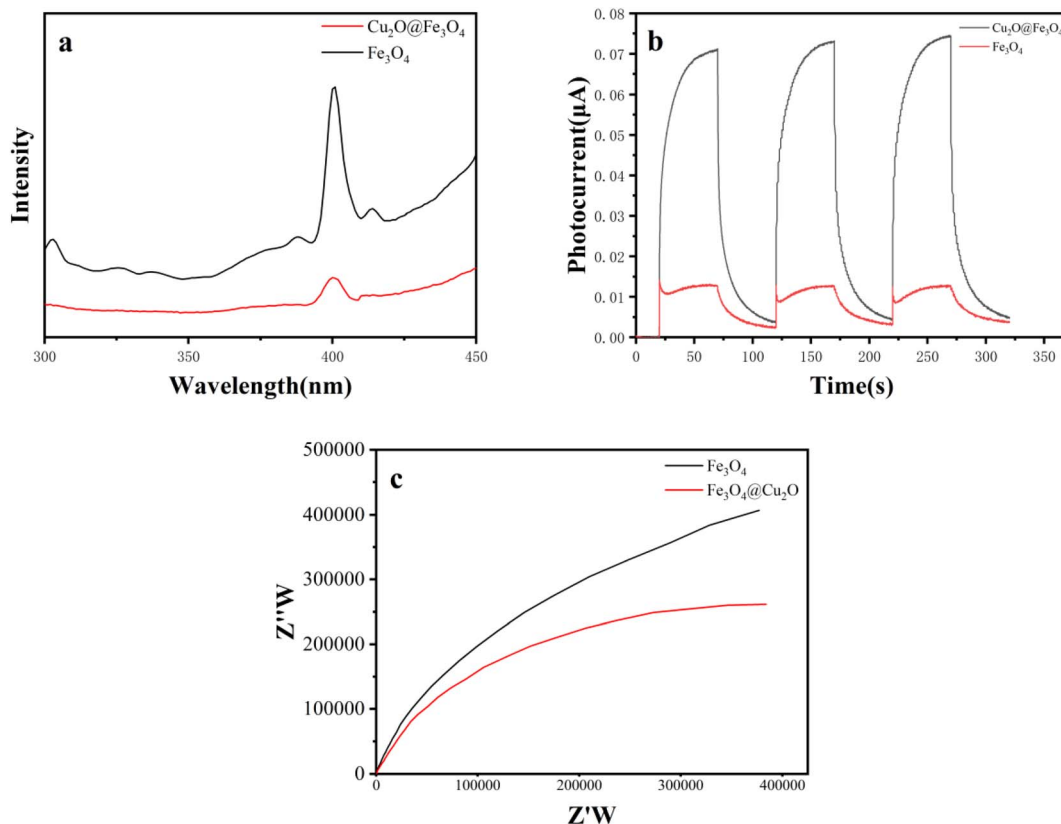 a
Cu₂O@Fe₃O₄
Fe₃O₄
Intensity
300
350
400
450
Wavelength(nm)
b
Cu₂O@Fe₃O₄
Fe₃O₄
Photocurrent(μA)
0.08
0.07
0.06
0.05
0.04
0.03
0.02
0.01
0.00
0
50
100
150
200
250
300
350
Time(s)
c
Fe₃O₄
Fe₃O₄@Cu₂O
Z''W
500000
400000
300000
200000
100000
0
0
100000
200000
300000
400000
Z'W